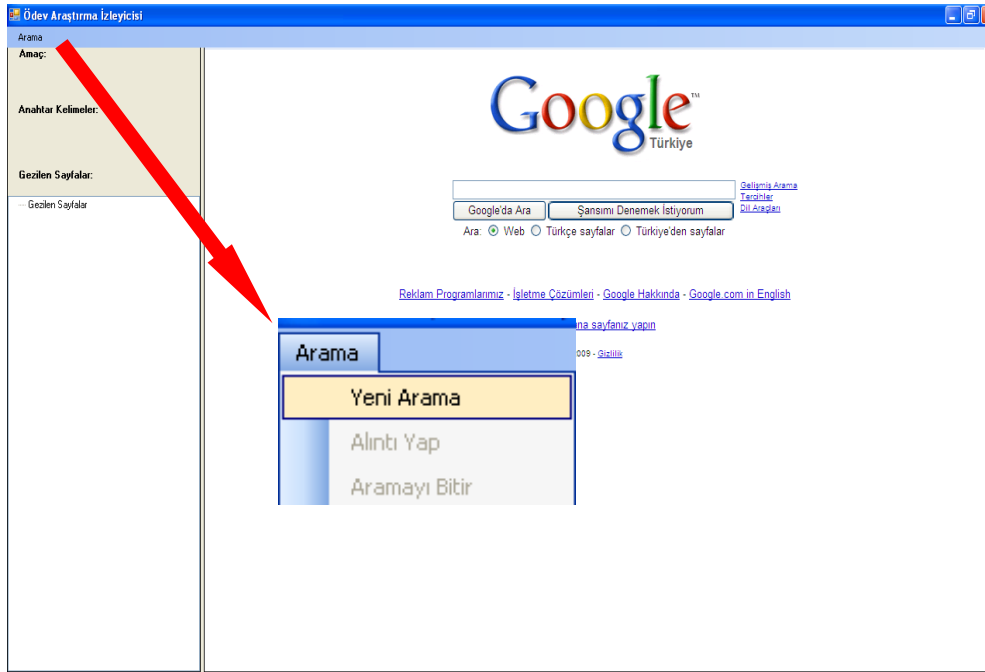 Ödev Araştırma İzleyicisi
Arama
Amaç:
Anahtar Kelimeler:
Gezilen Sayfalar:
Gezilen Sayfalar
Google™
Türkiye
Gelişmiş Arama
Tercihler
Dil Araçları
Google'da Ara Şansımı Denemek İstiyorum
Ara: Web Türkçe sayfalar Türkiye'den sayfalar
Reklam Programlarımız - İşletme Çözümleri - Google Hakkında - Google.com in English
na sayfanız yapın
009 - Gizlilik
Arama
Yeni Arama
Alıntı Yap
Aramayı Bitir